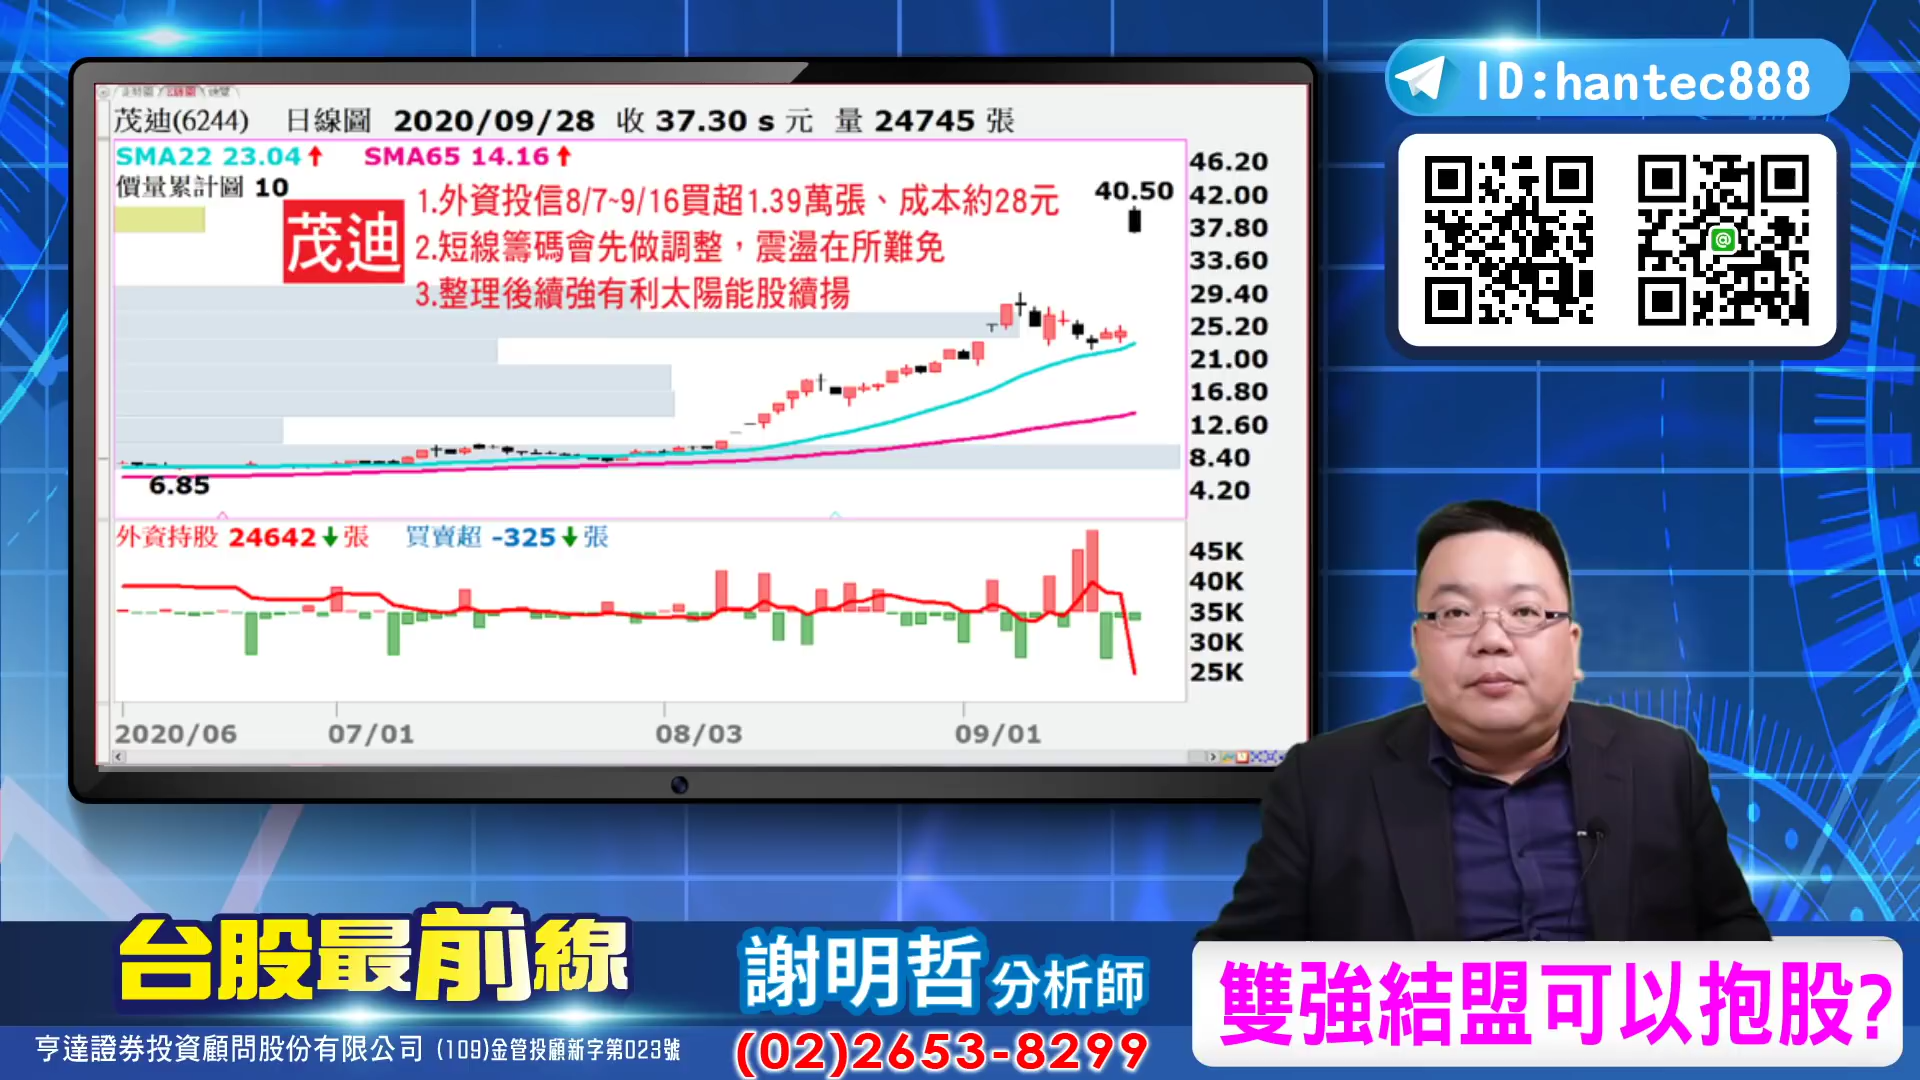 ID:hantec888
茂迪(6244) 日線圖 2020/09/28 收 37.30 s 元 量 24745 張
SMA22 23.04↑ SMA65 14.16↑
價量累計圖 10
茂迪
1.外資投信8/7~9/16買超1.39萬張、成本約28元
2.短線籌碼會先做調整，震盪在所難免
3.整理後續強有利太陽能股續揚
40.50
6.85
46.20
42.00
37.80
33.60
29.40
25.20
21.00
16.80
12.60
8.40
4.20
外資持股 24642↓張 買賣超 -325↓張
45K
40K
35K
30K
25K
2020/06 07/01 08/03 09/01
台股最前線
亨達證券投資顧問股份有限公司 (109)金管投顧新字第023號
謝明哲 分析師
(02)2653-8299
雙強結盟可以抱股?